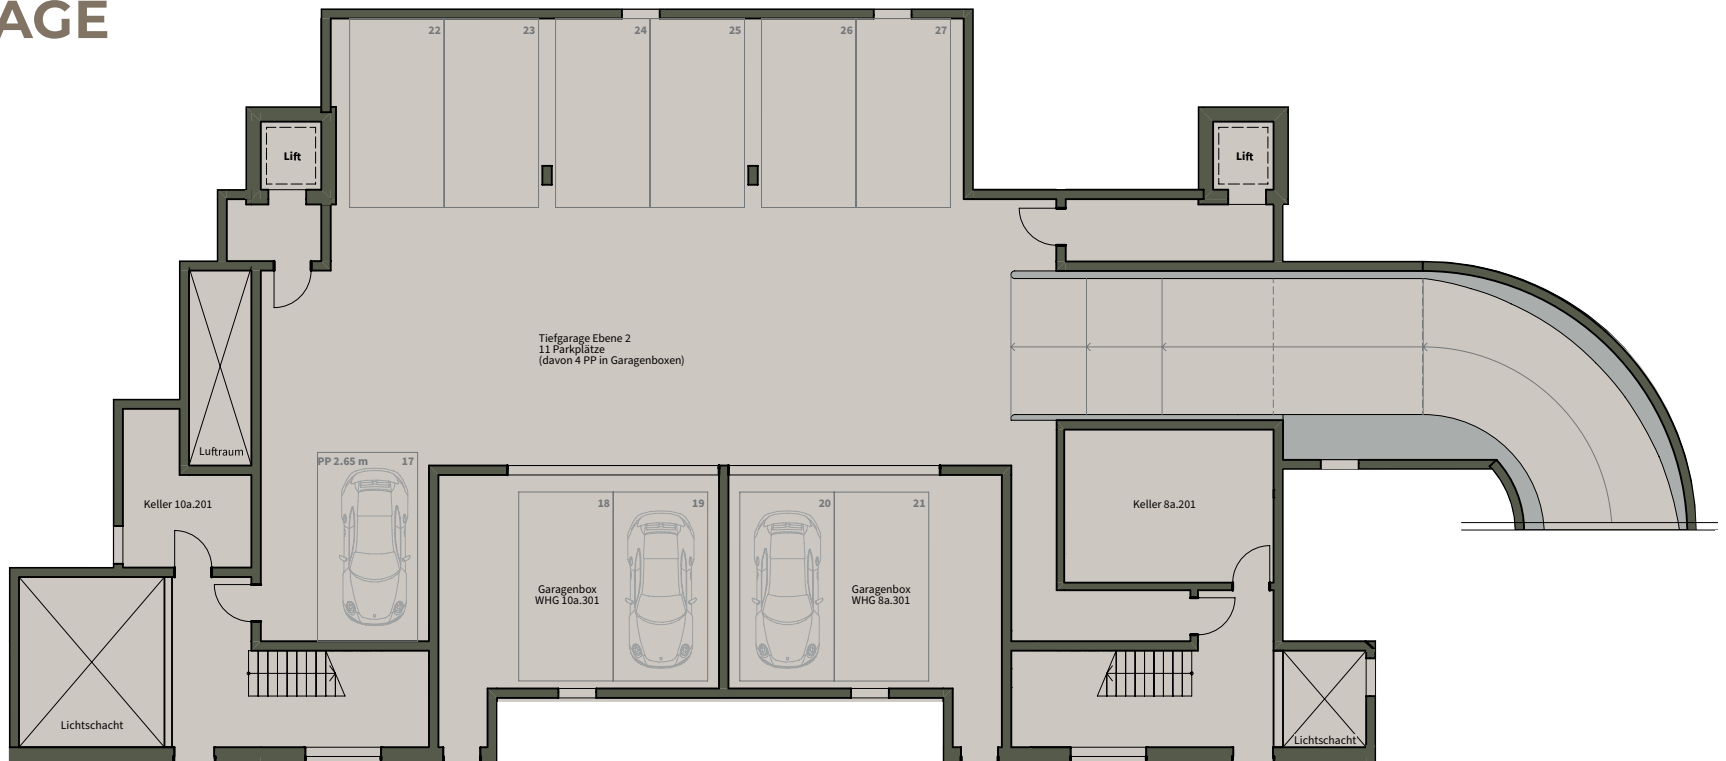 AGE
22
23
24
25
26
27
Lift
Lift
Tiefgarage Ebene 2
11 Parkplätze
(davon 4 PP in Garagenboxen)
Luftraum
PP 2.65 m
17
Keller 10a.201
18
19
20
21
Keller 8a.201
Garagenbox
WHG 10a.301
Garagenbox
WHG 8a.301
Lichtschacht
Lichtschacht